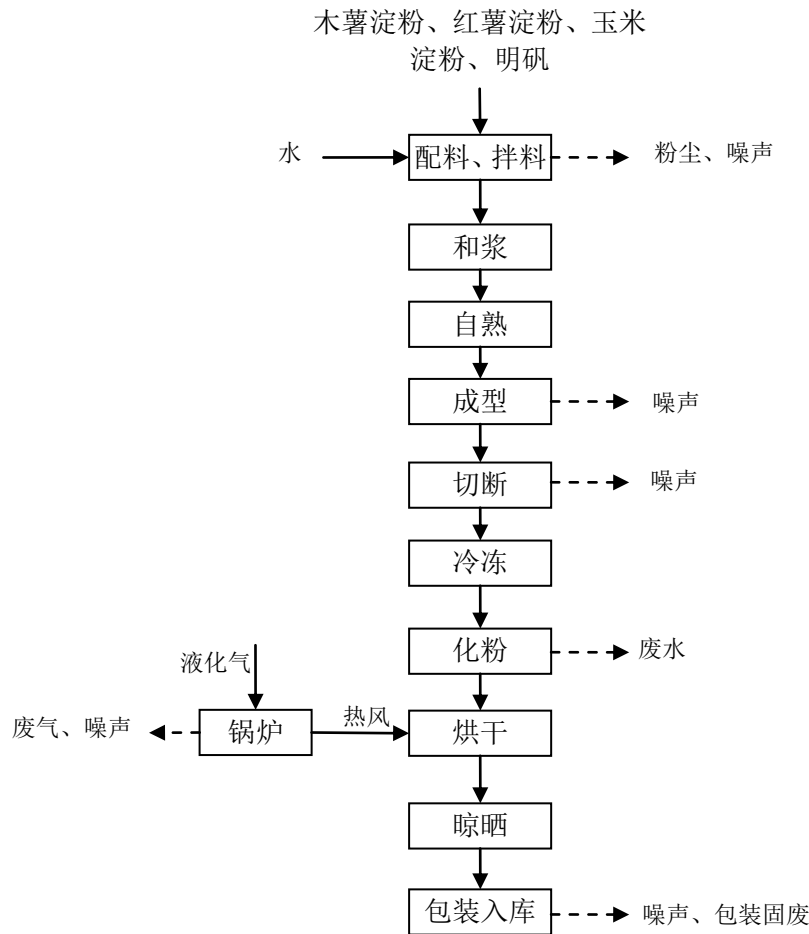 木薯淀粉、红薯淀粉、玉米
淀粉、明矾
水
配料、拌料
粉尘、噪声
和浆
自熟
成型
噪声
切断
噪声
冷冻
化粉
废水
液化气
废气、噪声
锅炉
热风
烘干
晾晒
包装入库
噪声、包装固废